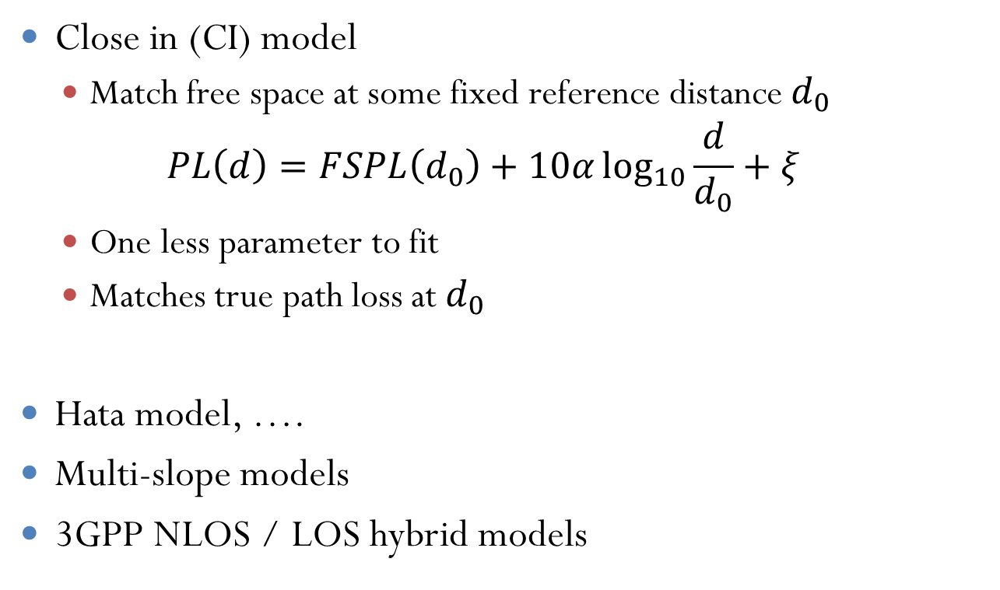 • Close in (CI) model
• Match free space at some fixed reference distance $d_0$
$PL(d) = FSPL(d_0) + 10\alpha \log_{10} \frac{d}{d_0} + \xi$
• One less parameter to fit
• Matches true path loss at $d_0$
• Hata model, ….
• Multi-slope models
• 3GPP NLOS / LOS hybrid models